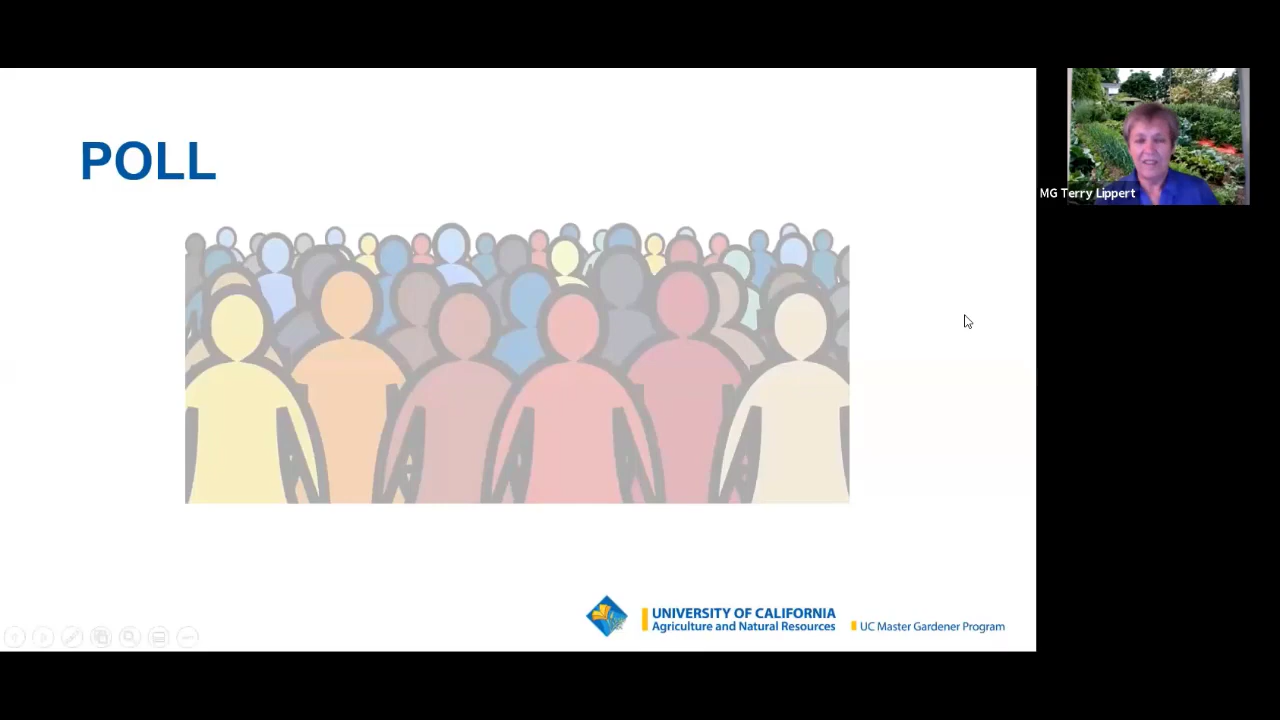 POLL
MG Terry Lippert
UNIVERSITY OF CALIFORNIA
Agriculture and Natural Resources
UC Master Gardener Program